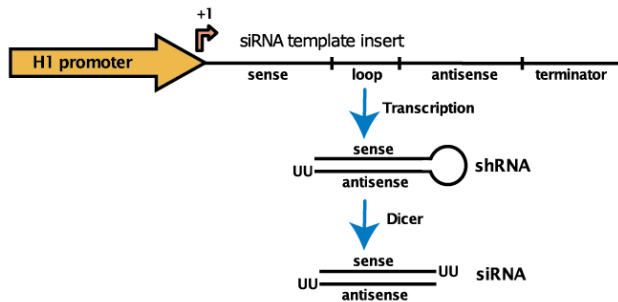 +1
siRNA template insert
H1 promoter
sense loop antisense terminator
Transcription
sense
UU
shRNA
antisense
Dicer
sense
UU
siRNA
UU
antisense